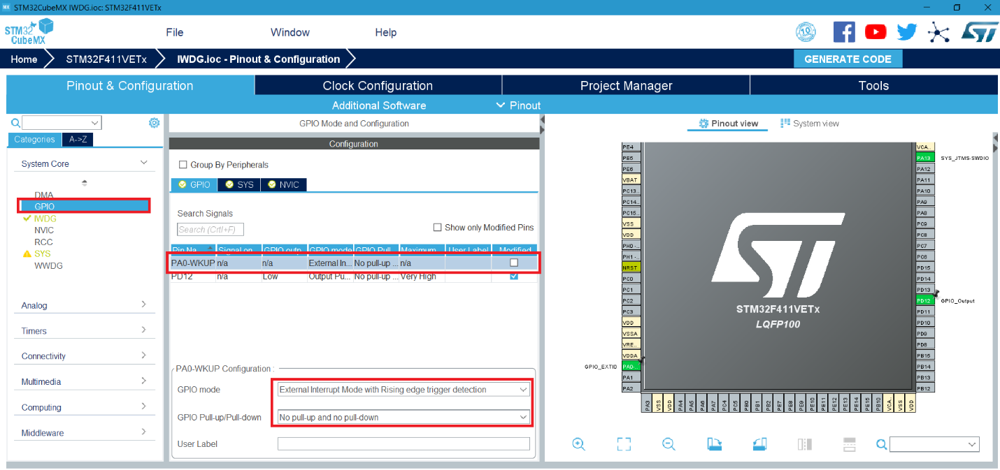 MX STM32CubeMX IWDG.ioc: STM32F411VETx
STM32
CubeMX
File Window Help
10
ST
Home STM32F411VETx IWDG.ioc - Pinout & Configuration GENERATE CODE
Pinout & Configuration Clock Configuration Project Manager Tools
Additional Software Pinout
Categories A->Z
System Core
DMA
GPIO
IWDG
NVIC
RCC
SYS
WWDG
Analog
Timers
Connectivity
Multimedia
Computing
Middleware
GPIO Mode and Configuration
Configuration
Group By Peripherals
GPIO SYS NVIC
Search Signals
Search (Crtl+F) Show only Modified Pins
Pin Na... Signal on... GPIO outp... GPIO mode GPIO Pull... Maximum... User Label Modified
PA0-WKUP n/a n/a External In... No pull-up ... n/a
PD12 n/a Low Output Pu... No pull-up ... Very High
PA0-WKUP Configuration :
GPIO mode External Interrupt Mode with Rising edge trigger detection
GPIO Pull-up/Pull-down No pull-up and no pull-down
User Label
Pinout view System view
PE4
PE5
PE6
VBAT
PC13..
PC14..
PC15..
VSS
VDD
PH0-..
PH1-..
NRST
PC0
PC1
PC2
PC3
VDD
VSSA
VRE..
VDDA
GPIO_EXTI0 PA0-..
PA1
PA2
STM32F411VETx
LQFP100
VCA..
PA13 SYS_JTMS-SWDIO
PA12
PA11
PA10
PA9
PA8
PC9
PC8
PC7
PC6
PD15
PD14
PD13
PD12 GPIO_Output
PD11
PD10
PD9
PD8
PB15
PB14
PB13
PB12
PA3 VSS VDD PA4 PA5 PA6 PA7 PC4 PC5 PB0 PB1 PB2 PE7 PE8 PE9 PE10 PE11 PE12 PE13 PE14 PE15 PB10 VCA. VSS VDD